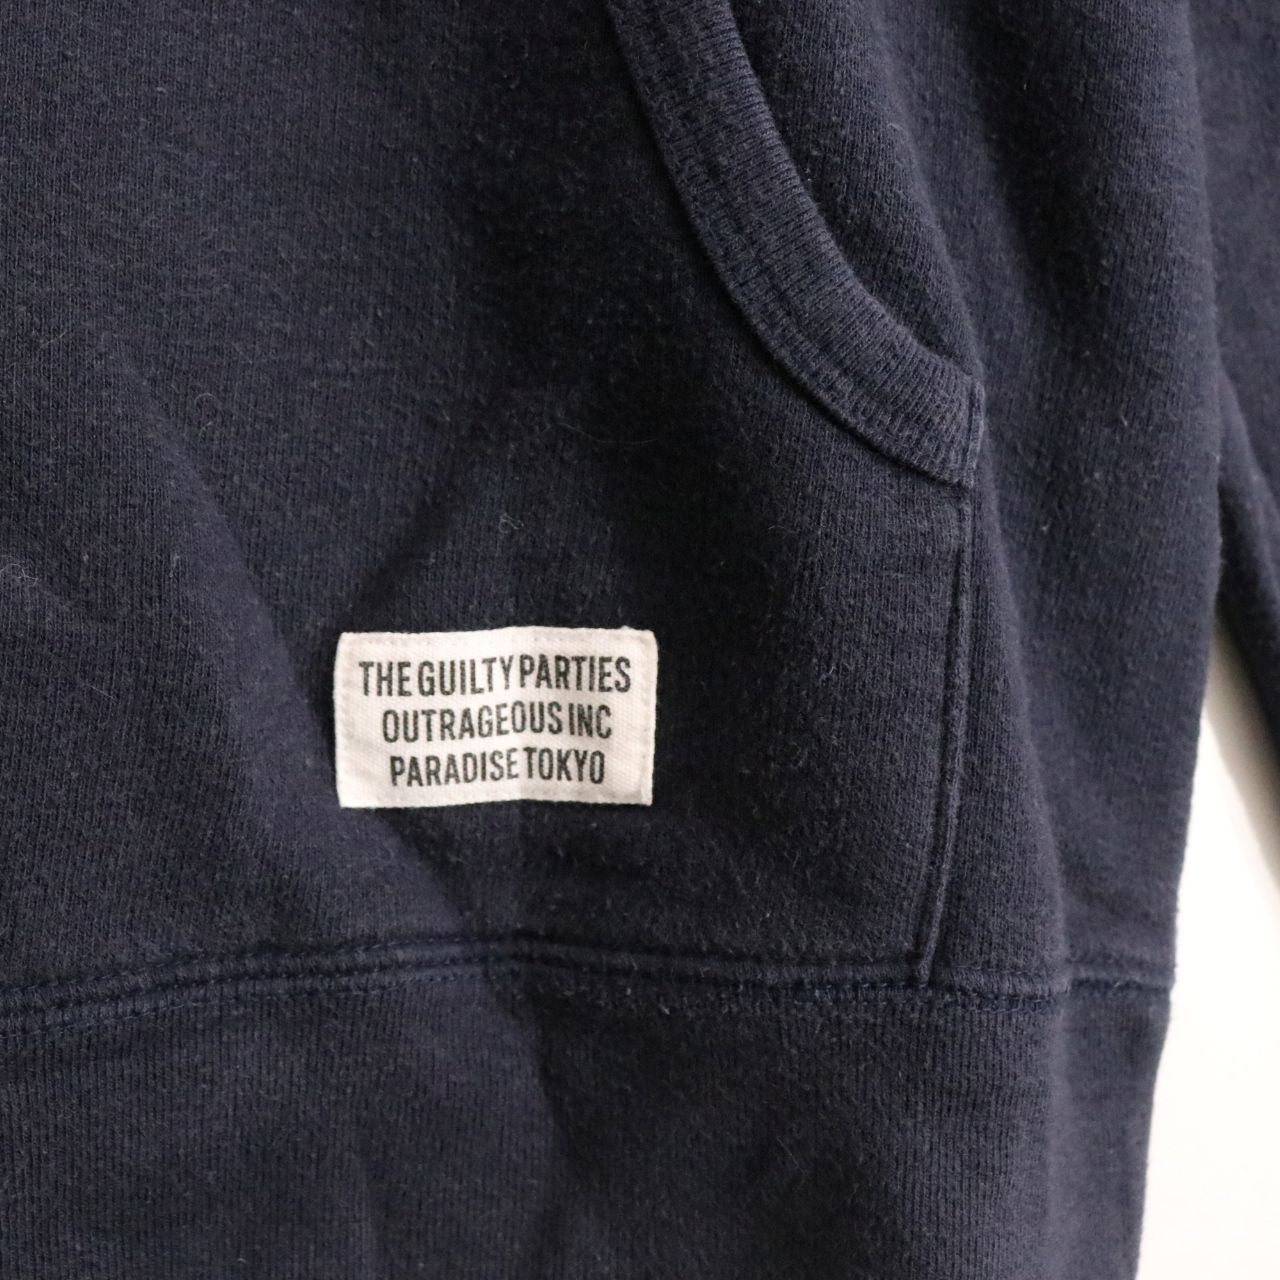 THE GUILTY PARTIES
OUTRAGEOUS INC
PARADISE TOKYO